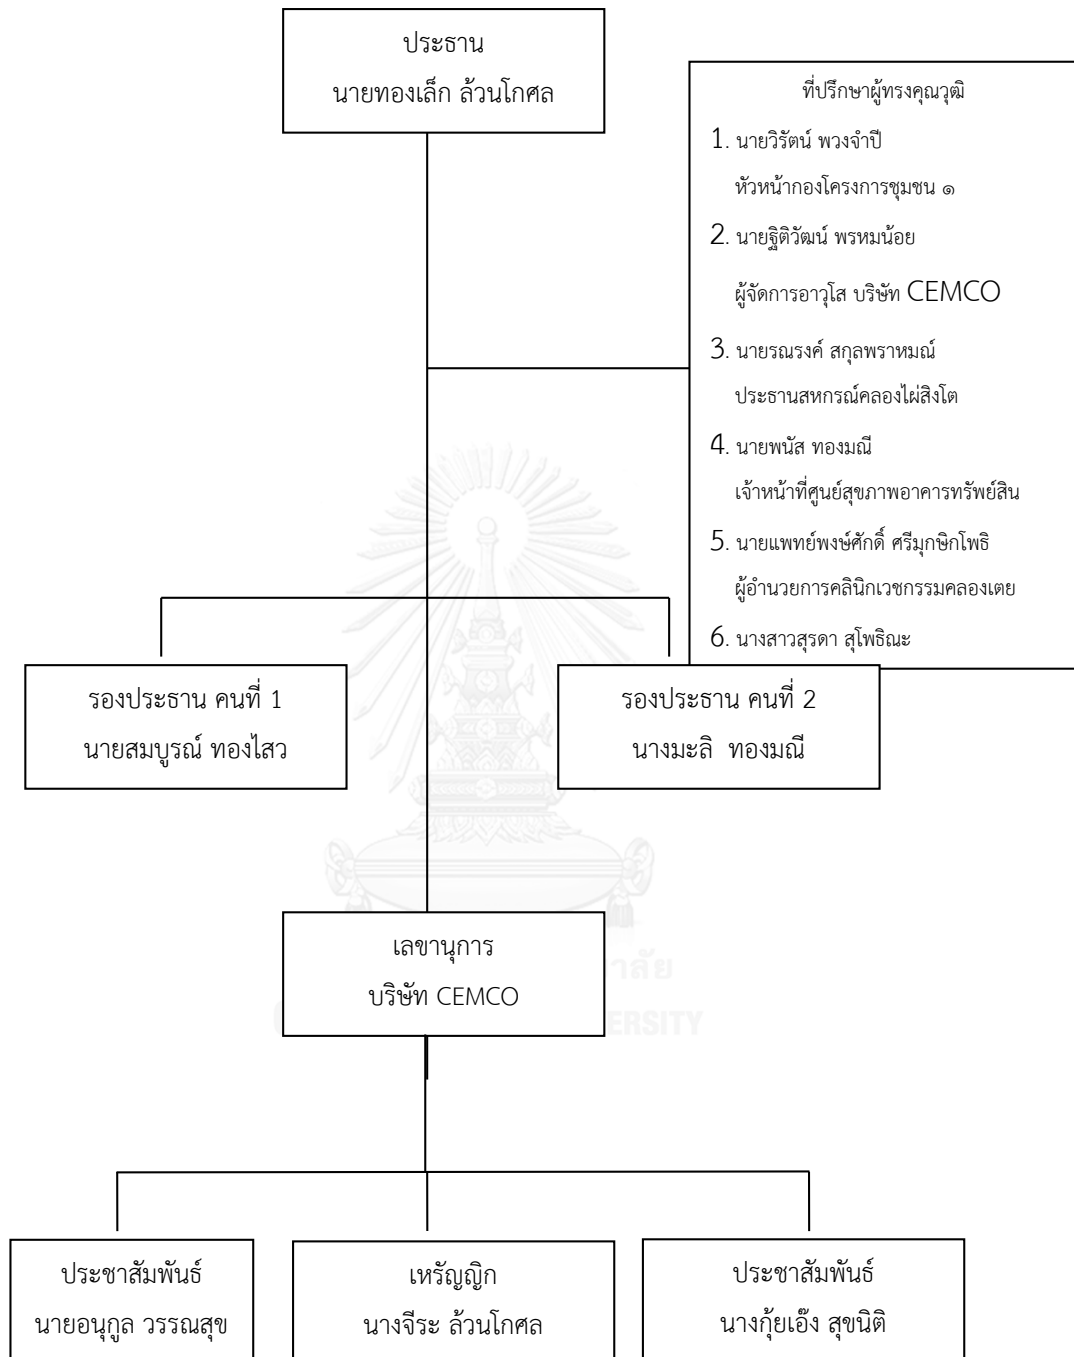 ประธาน
นายทองเล็ก ล้วนโกศล
ที่ปรึกษาผู้ทรงคุณวุฒิ
1. นายวิรัตน์ พวงจำปี
หัวหน้ากองโครงการชุมชน ๑
2. นายฐิติวัฒน์ พรหมน้อย
ผู้จัดการอาวุโส บริษัท CEMCO
3. นายรณรงค์ สกุลพราหมณ์
ประธานสหกรณ์คลองไผ่สิงโต
4. นายพนัส ทองมณี
เจ้าหน้าที่ศูนย์สุขภาพอาคารทรัพย์สิน
5. นายแพทย์พงษ์ศักดิ์ ศรีมุกษิกโพธิ
ผู้อำนวยการคลินิกเวชกรรมคลองเตย
6. นางสาวสุรดา สุโพธิณะ
รองประธาน คนที่ 1
นายสมบูรณ์ ทองไสว
รองประธาน คนที่ 2
นางมะลิ  ทองมณี
เลขานุการ
บริษัท CEMCO
าลัย
ERSITY
ประชาสัมพันธ์
นายอนุกูล วรรณสุข
เหรัญญิก
นางจีระ ล้วนโกศล
ประชาสัมพันธ์
นางกุ้ยเอ๊ง สุขนิติ